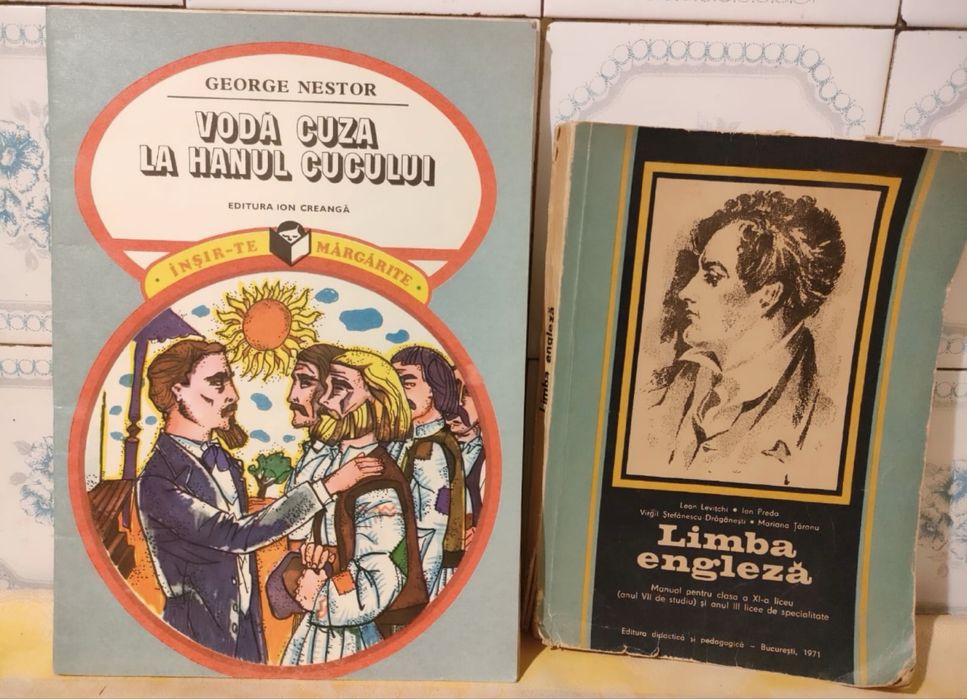 GEORGE NESTOR
VODĂ CUZA
LA HANUL CUCULUI
EDITURA ION CREANGĂ
• ÎNȘIR-TE MĂRGĂRITE •
Limba engleză
Leon Levițchi • Ion Preda
Virgil Ștefănescu-Drăgănești • Mariana Țăranu
Limba
engleză
Manual pentru clasa a XI-a liceu
(anul VII de studiu) și anul III licee de specialitate
Editura didactică și pedagogică – București, 1971